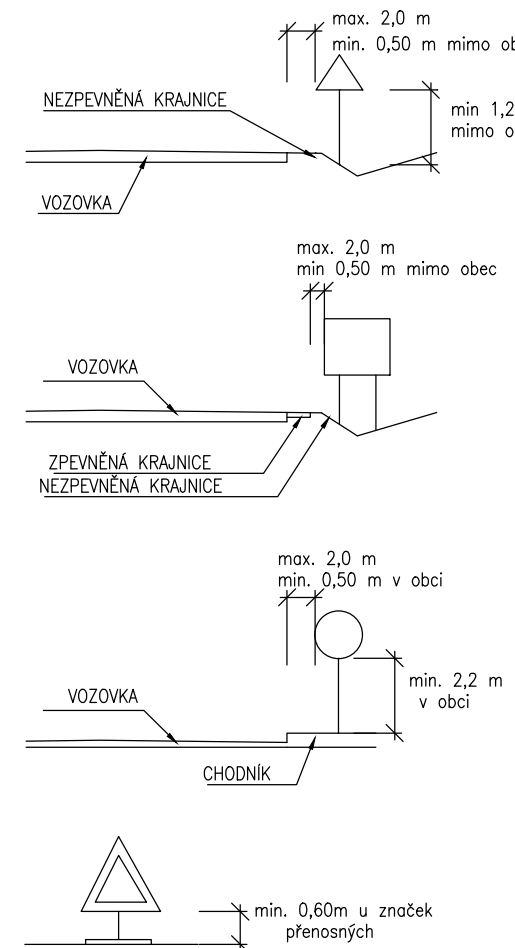 max. 2,0 m
min. 0,50 m mimo
NEZPEVNĚNÁ KRAJNICE
min 1,2
mimo
VOZOVKA
max. 2,0 m
min 0,50 m mimo obec
VOZOVKA
ZPEVNĚNÁ KRAJNICE
NEZPEVNĚNÁ KRAJNICE
max. 2,0 m
min. 0,50 m v obci
min. 2,2 m
v obci
VOZOVKA
CHODNÍK
min. 0,60m u značek
přenosných